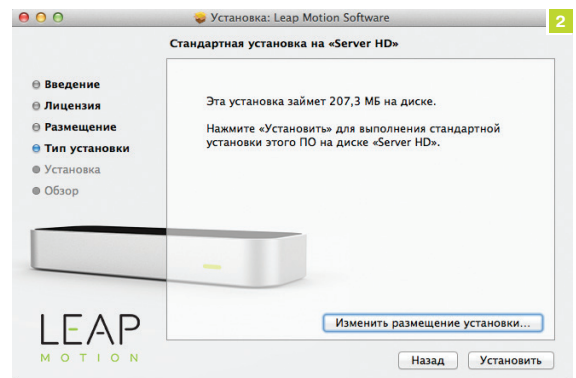 Установка: Leap Motion Software
2
Стандартная установка на «Server HD»
Введение
Лицензия
Размещение
Тип установки
Установка
Обзор
Эта установка займет 207,3 МБ на диске.
Нажмите «Установить» для выполнения стандартной
установки этого ПО на диске «Server HD».
LEAP
MOTION
Изменить размещение установки...
Назад
Установить